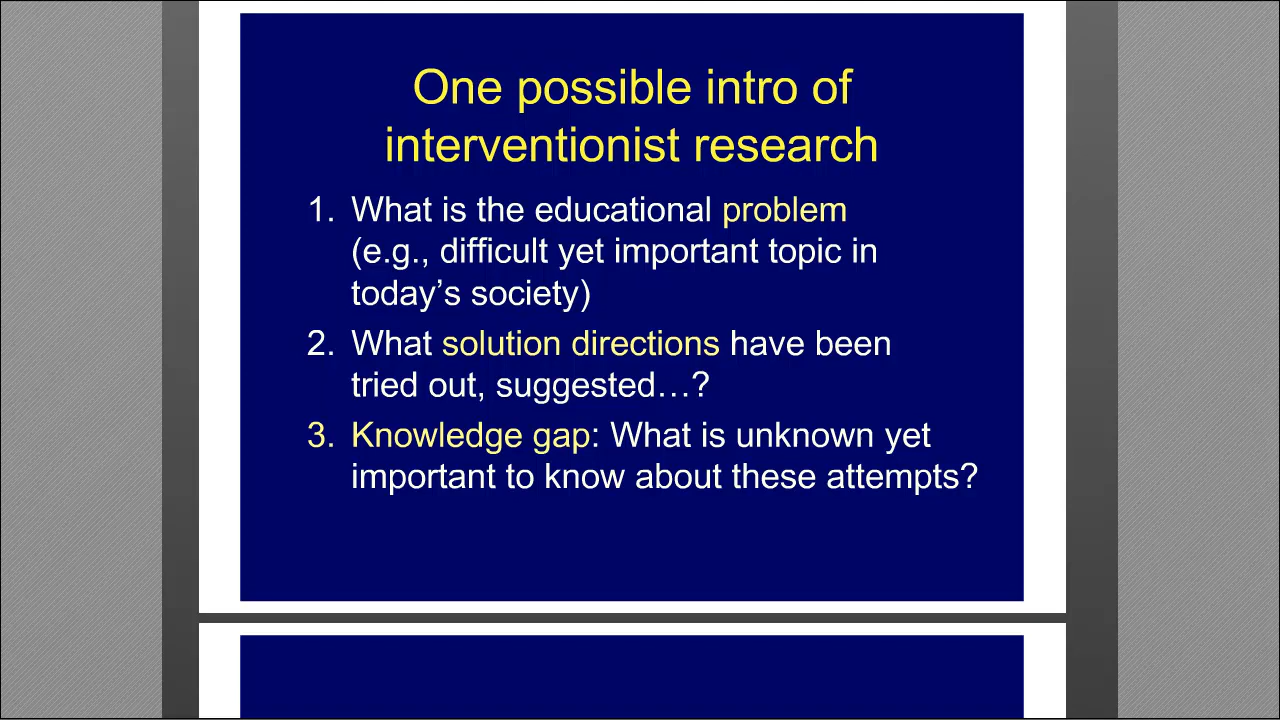 One possible intro of
interventionist research
1. What is the educational problem
(e.g., difficult yet important topic in
today’s society)
2. What solution directions have been
tried out, suggested…?
3. Knowledge gap: What is unknown yet
important to know about these attempts?